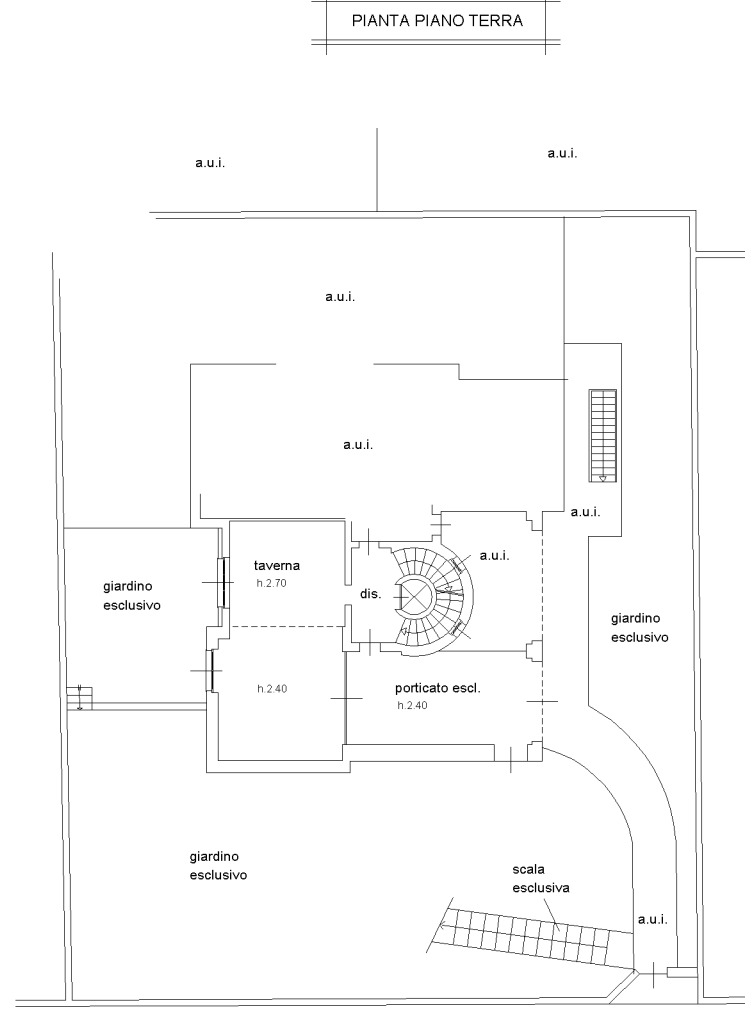 PIANTA PIANO TERRA
a.u.i.
a.u.i.
a.u.i.
a.u.i.
a.u.i.
a.u.i.
taverna
h.2.70
dis.
giardino
esclusivo
giardino
esclusivo
h.2.40
porticato escl.
h.2.40
giardino
esclusivo
scala
esclusiva
a.u.i.